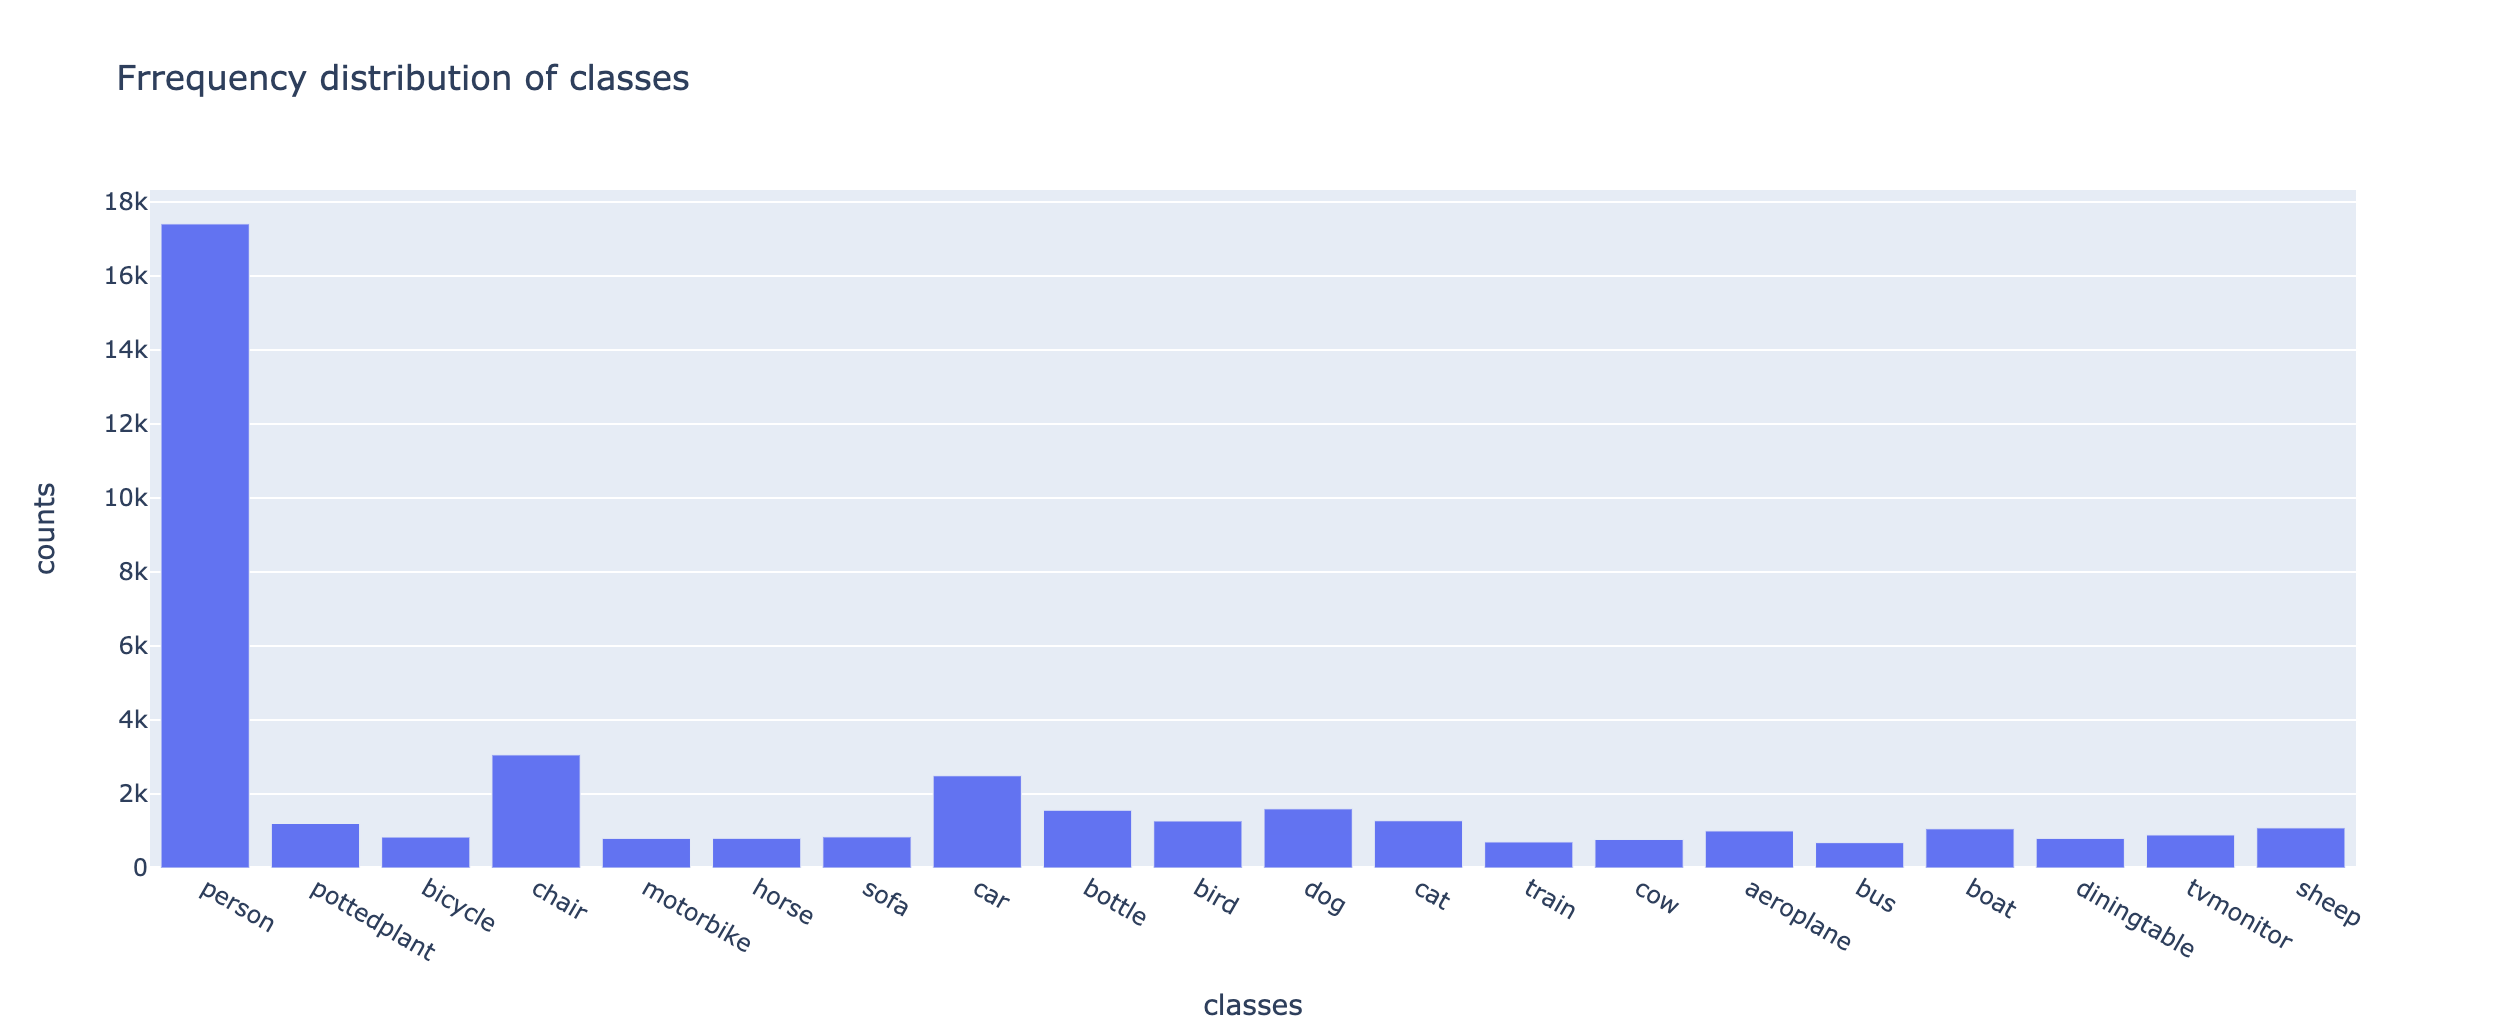 Frrequency distribution of classes
18k
16k
14k
12k
10k
8k
6k
4k
2k
0
counts
person
pottedplant
bicycle
chair
motorbike
horse
sofa
car
bottle
bird
dog
cat
train
cow
aeroplane
bus
boat
diningtable
tvmonitor
sheep
classes